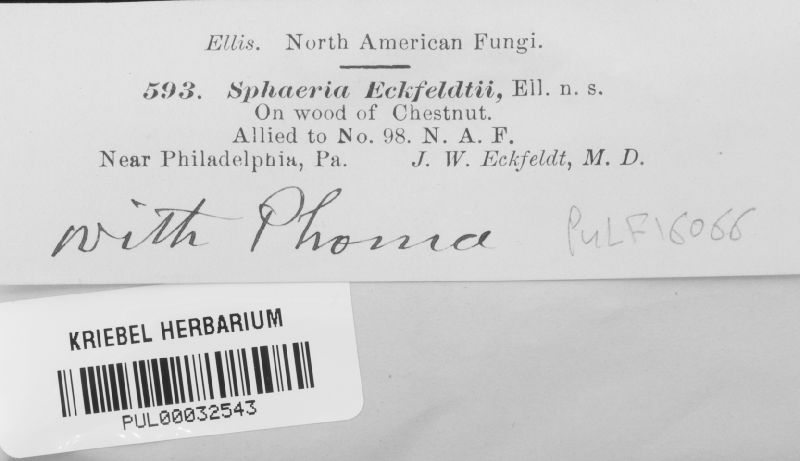 Ellis. North American Fungi.
593. Sphaeria Eckfeldtii, Ell. n. s.
On wood of Chestnut.
Allied to No. 98. N. A. F.
Near Philadelphia, Pa. J. W. Eckfeldt, M. D.
with Phoma
PULF16066
KRIEBEL HERBARIUM
PUL00032543